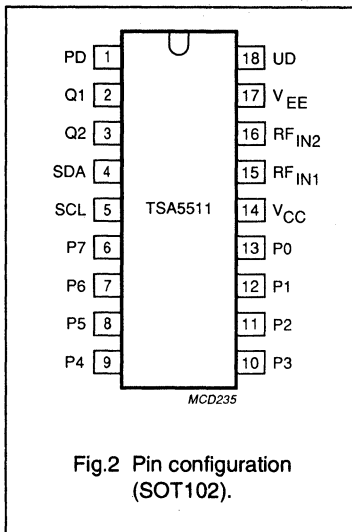 PD 1 18 UD
Q1 2 17 VEE
Q2 3 16 RFIN2
SDA 4 15 RFIN1
SCL 5 TSA5511 14 VCC
P7 6 13 P0
P6 7 12 P1
P5 8 11 P2
P4 9 10 P3
MCD235
Fig.2 Pin configuration
(SOT102).